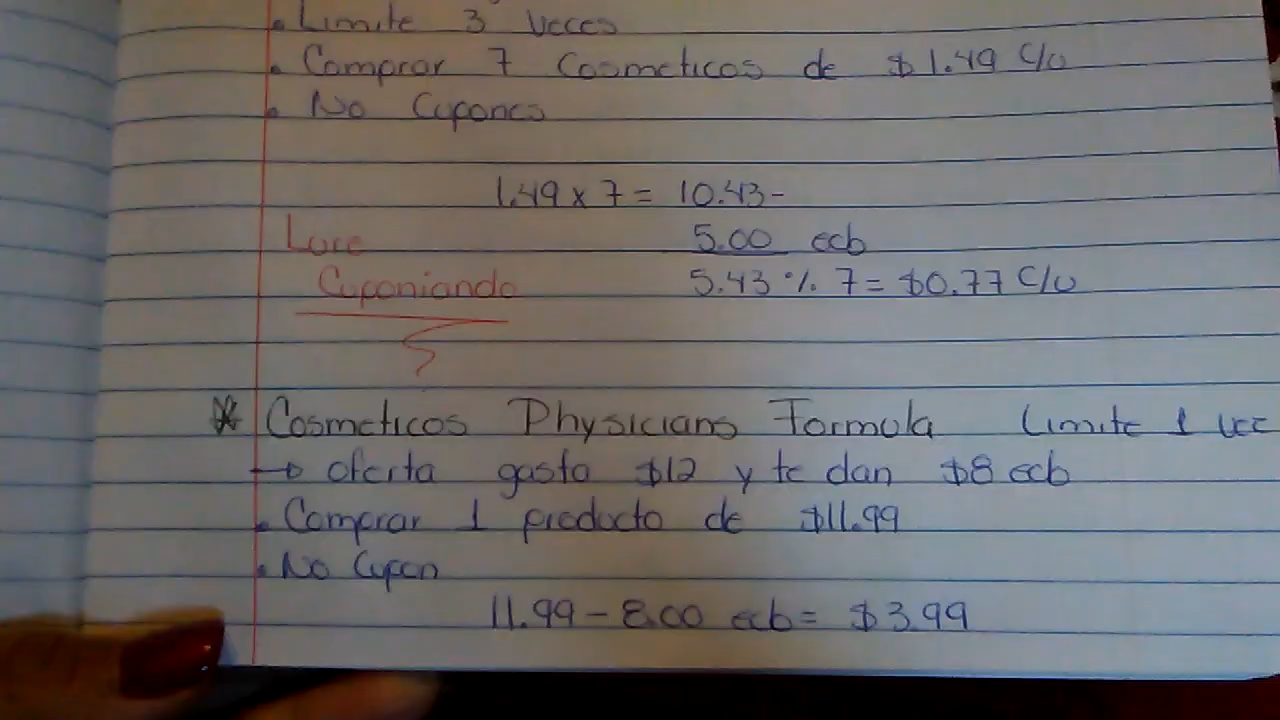 • Limite 3 veces
• Comprar 7 Cosmeticos de $1.49 c/u
• No Cupones
1.49 x 7 = 10.43-
5.00 ecb
Lore
Cuponiando
5.43 % 7 = $0.77 c/u
* Cosmeticos Physicians Formola Limite 1 vez
→ oferta gasta $12 y te dan $8 ecb
• Comprar 1 producto de $11.99
• No Cupon
11.99 - 8.00 ecb = $3.99